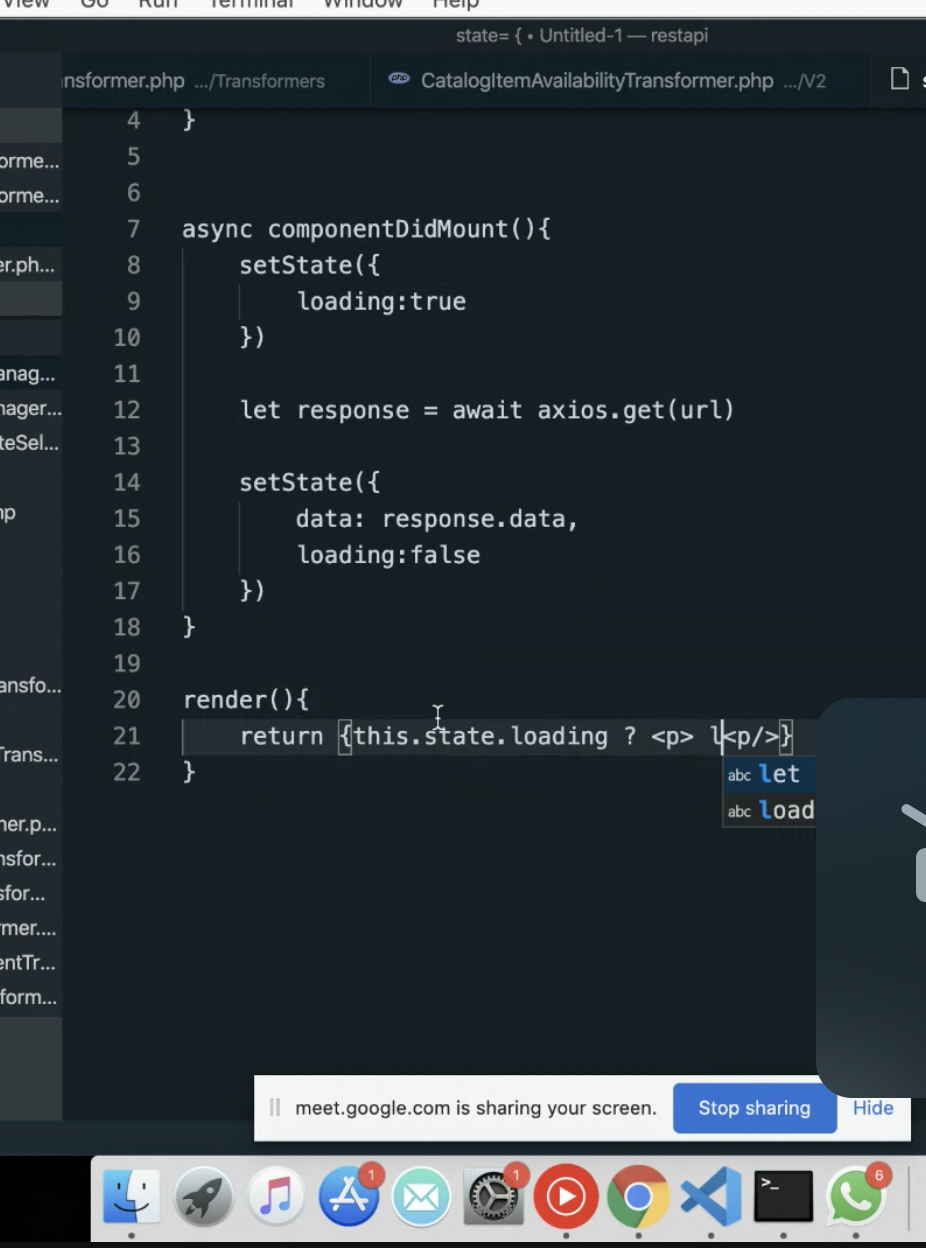 View Go Run Terminal Window Help
state= { • Untitled-1 — restapi
ansformer.php .../Transformers
php CatalogItemAvailabilityTransformer.php .../V2
s
4 }
5
orme...
6
orme...
7 async componentDidMount(){
8 setState({
er.ph...
9 loading:true
10 })
11
anag...
12 let response = await axios.get(url)
nager...
13
teSel...
14 setState({
15 data: response.data,
np
16 loading:false
17 })
18 }
19
ansfo...
20 render(){
21 return {this.state.loading ? <p> l<p/>}
Trans...
22 }
abc let
abc load
ner.p...
nsfor...
sfor...
rmer....
entTr...
form...
meet.google.com is sharing your screen.
Stop sharing
Hide
1
1
>_
6